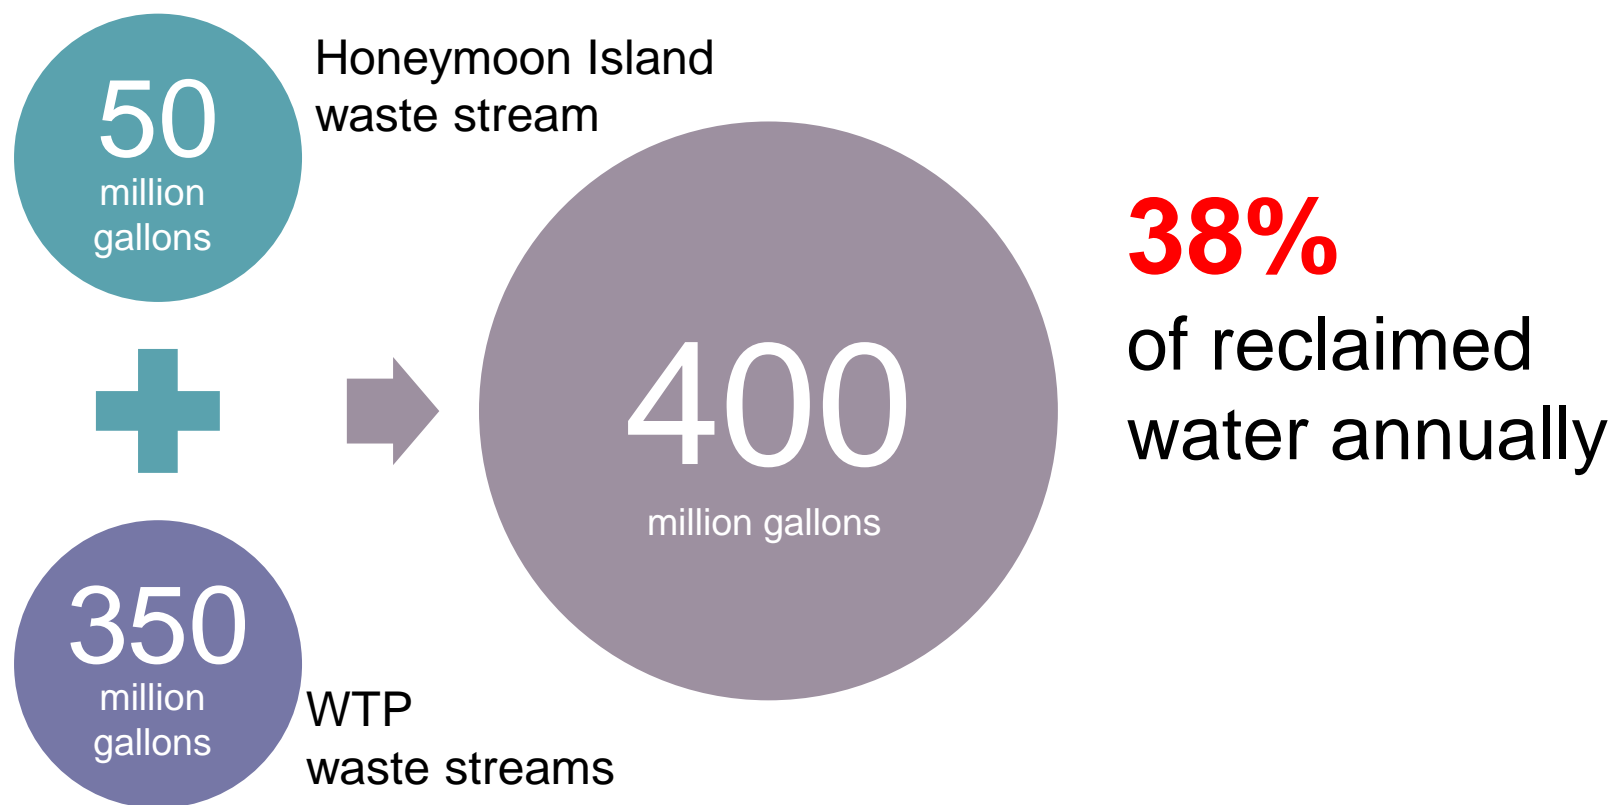 50
million
gallons
Honeymoon Island
waste stream
350
million
gallons
WTP
waste streams
400
million gallons
38%
of reclaimed
water annually